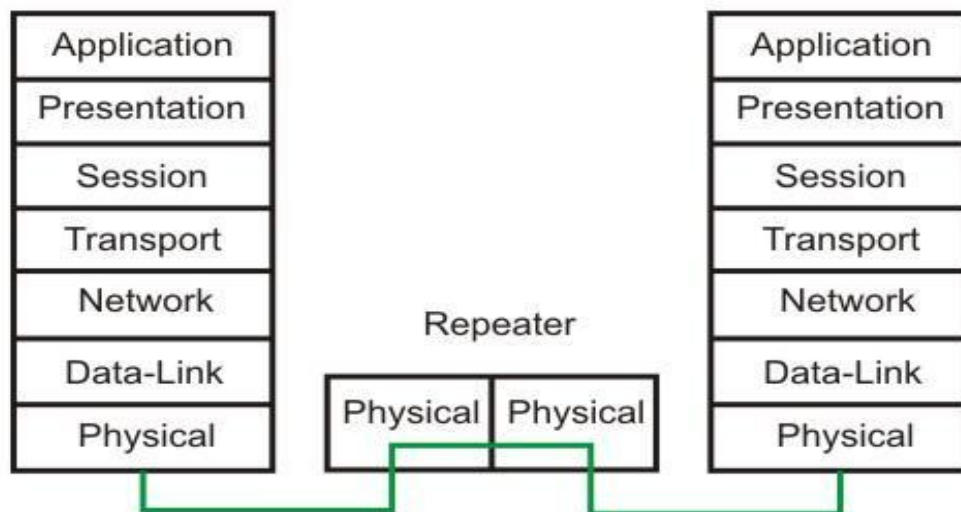 Application
Presentation
Session
Transport
Network
Data-Link
Physical
Repeater
Physical Physical
Application
Presentation
Session
Transport
Network
Data-Link
Physical